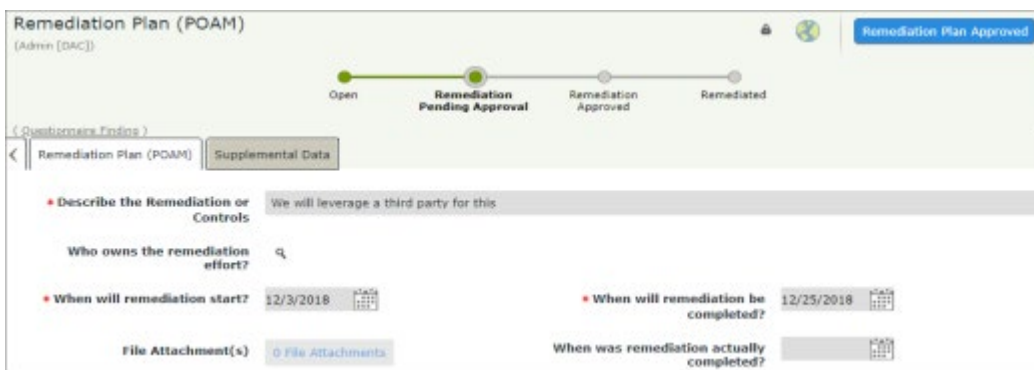 Remediation Plan (POAM)
(Admin [DAC])
Remediation Plan Approved
Open
Remediation
Pending Approval
Remediation
Approved
Remediated
( Questionnaire Finding )
Remediation Plan (POAM)
Supplemental Data
* Describe the Remediation or
Controls
We will leverage a third party for this
Who owns the remediation
effort?
* When will remediation start?
12/3/2018
* When will remediation be
completed?
12/25/2018
File Attachment(s)
0 File Attachments
When was remediation actually
completed?